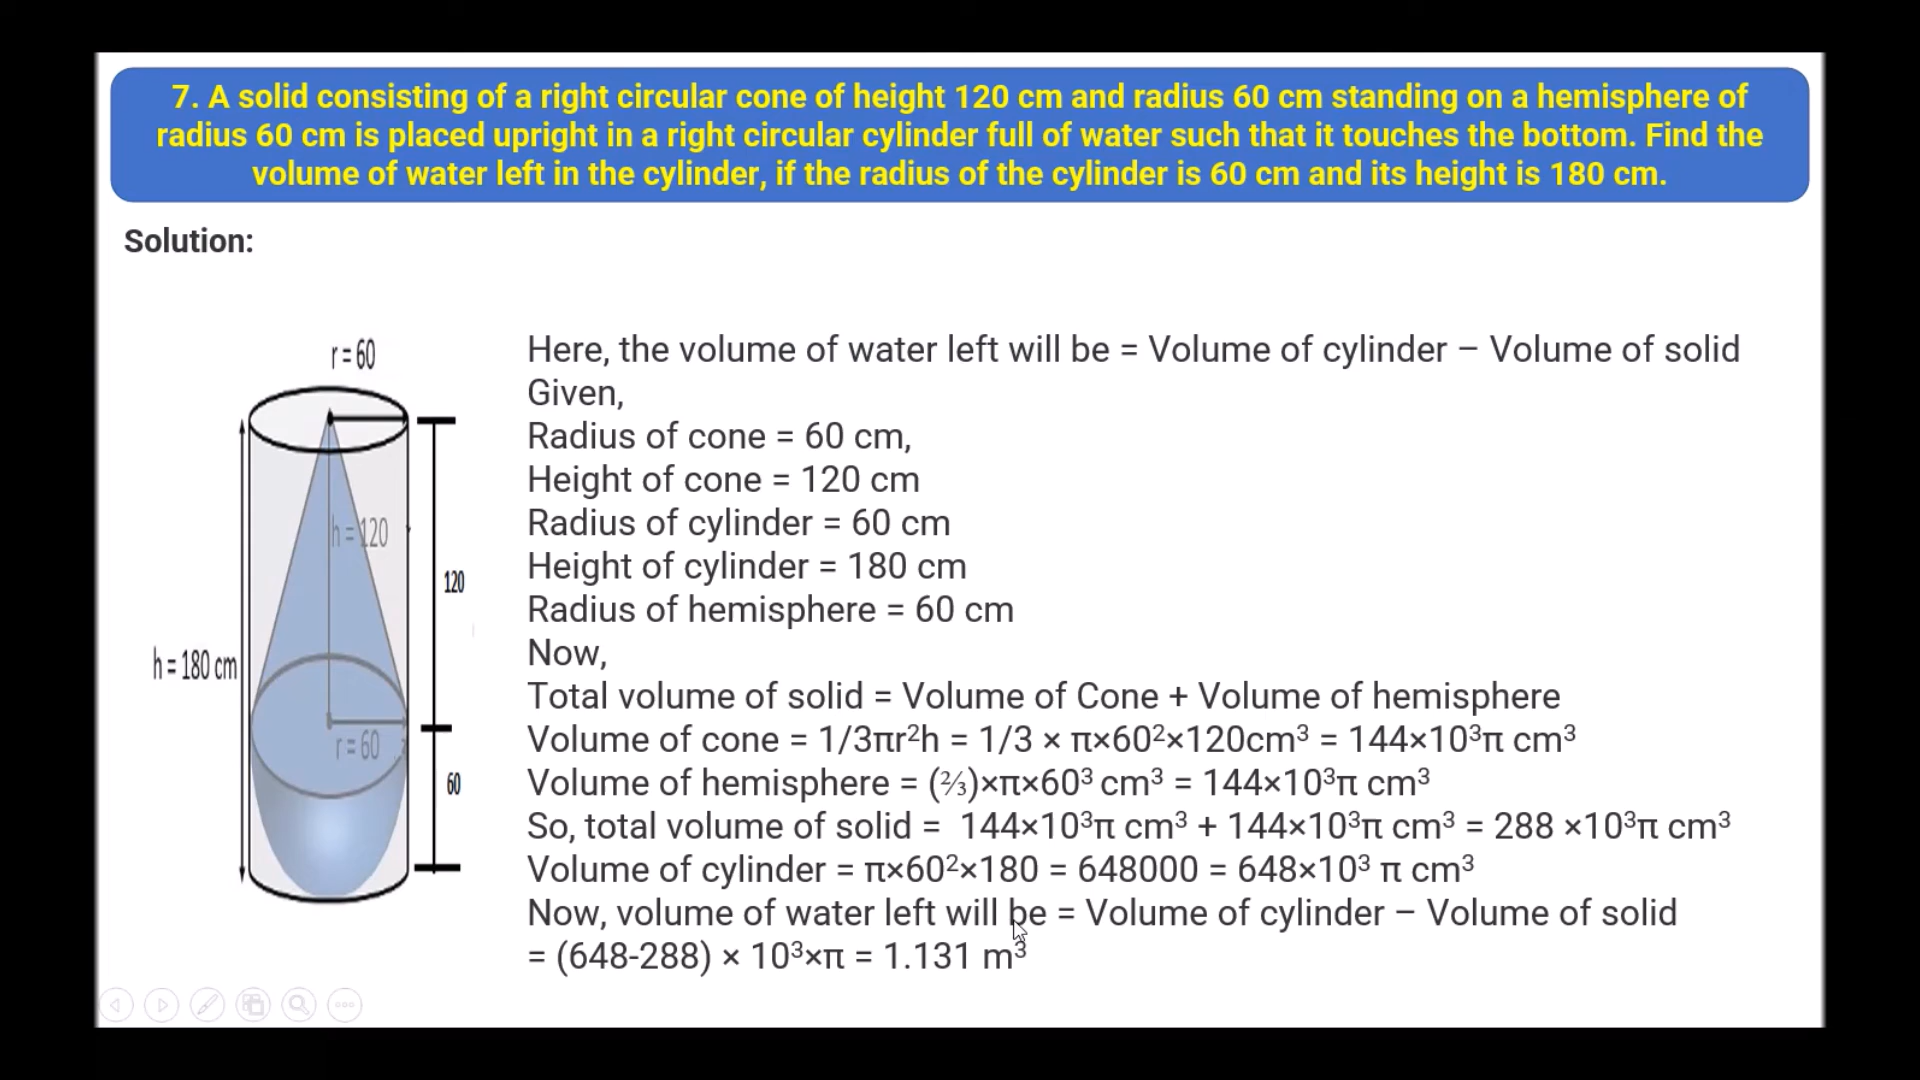 7. A solid consisting of a right circular cone of height 120 cm and radius 60 cm standing on a hemisphere of
radius 60 cm is placed upright in a right circular cylinder full of water such that it touches the bottom. Find the
volume of water left in the cylinder, if the radius of the cylinder is 60 cm and its height is 180 cm.
Solution:
r = 60
h = 120
120
h = 180 cm
r = 60
60
Here, the volume of water left will be = Volume of cylinder – Volume of solid
Given,
Radius of cone = 60 cm,
Height of cone = 120 cm
Radius of cylinder = 60 cm
Height of cylinder = 180 cm
Radius of hemisphere = 60 cm
Now,
Total volume of solid = Volume of Cone + Volume of hemisphere
Volume of cone = 1/3πr²h = 1/3 × π×60²×120cm³ = 144×10³π cm³
Volume of hemisphere = (⅔)×π×60³ cm³ = 144×10³π cm³
So, total volume of solid = 144×10³π cm³ + 144×10³π cm³ = 288 ×10³π cm³
Volume of cylinder = π×60²×180 = 648000 = 648×10³ π cm³
Now, volume of water left will be = Volume of cylinder – Volume of solid
= (648-288) × 10³×π = 1.131 m³